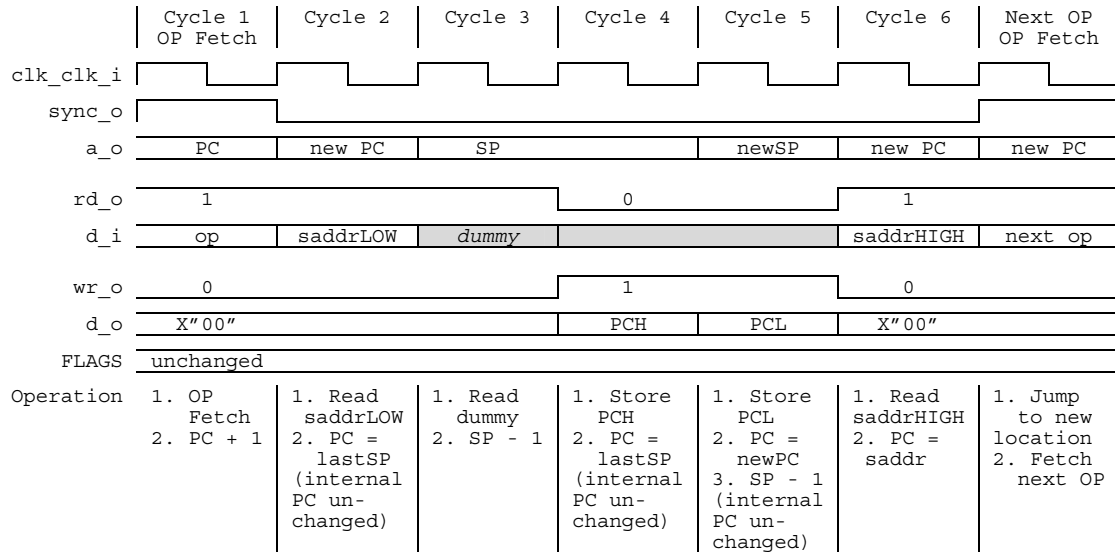 Cycle 1 Cycle 2 Cycle 3 Cycle 4 Cycle 5 Cycle 6 Next OP
OP Fetch OP Fetch
clk_clk_i
sync_o
a_o PC new PC SP newSP new PC new PC
rd_o 1 0 1
d_i op saddrLOW dummy saddrHIGH next op
wr_o 0 1 0
d_o X"00" PCH PCL X"00"
FLAGS unchanged
Operation 1. OP 1. Read 1. Read 1. Store 1. Store 1. Read 1. Jump
Fetch saddrLOW dummy PCH PCL saddrHIGH to new
2. PC + 1 2. PC = 2. SP - 1 2. PC = 2. PC = 2. PC = location
lastSP lastSP newPC saddr 2. Fetch
(internal (internal 3. SP - 1 next OP
PC un- PC un- (internal
changed) changed) PC un-
changed)